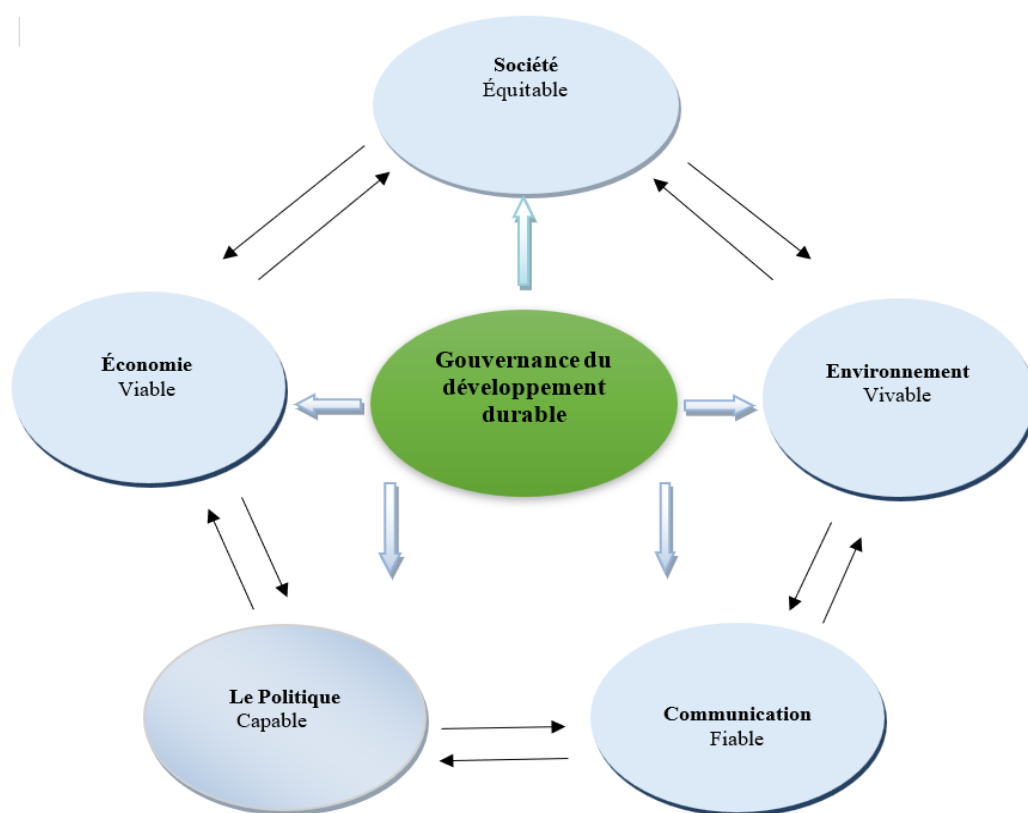 Société
Équitable
Économie
Viable
Gouvernance du
développement
durable
Environnement
Vivable
Le Politique
Capable
Communication
Fiable